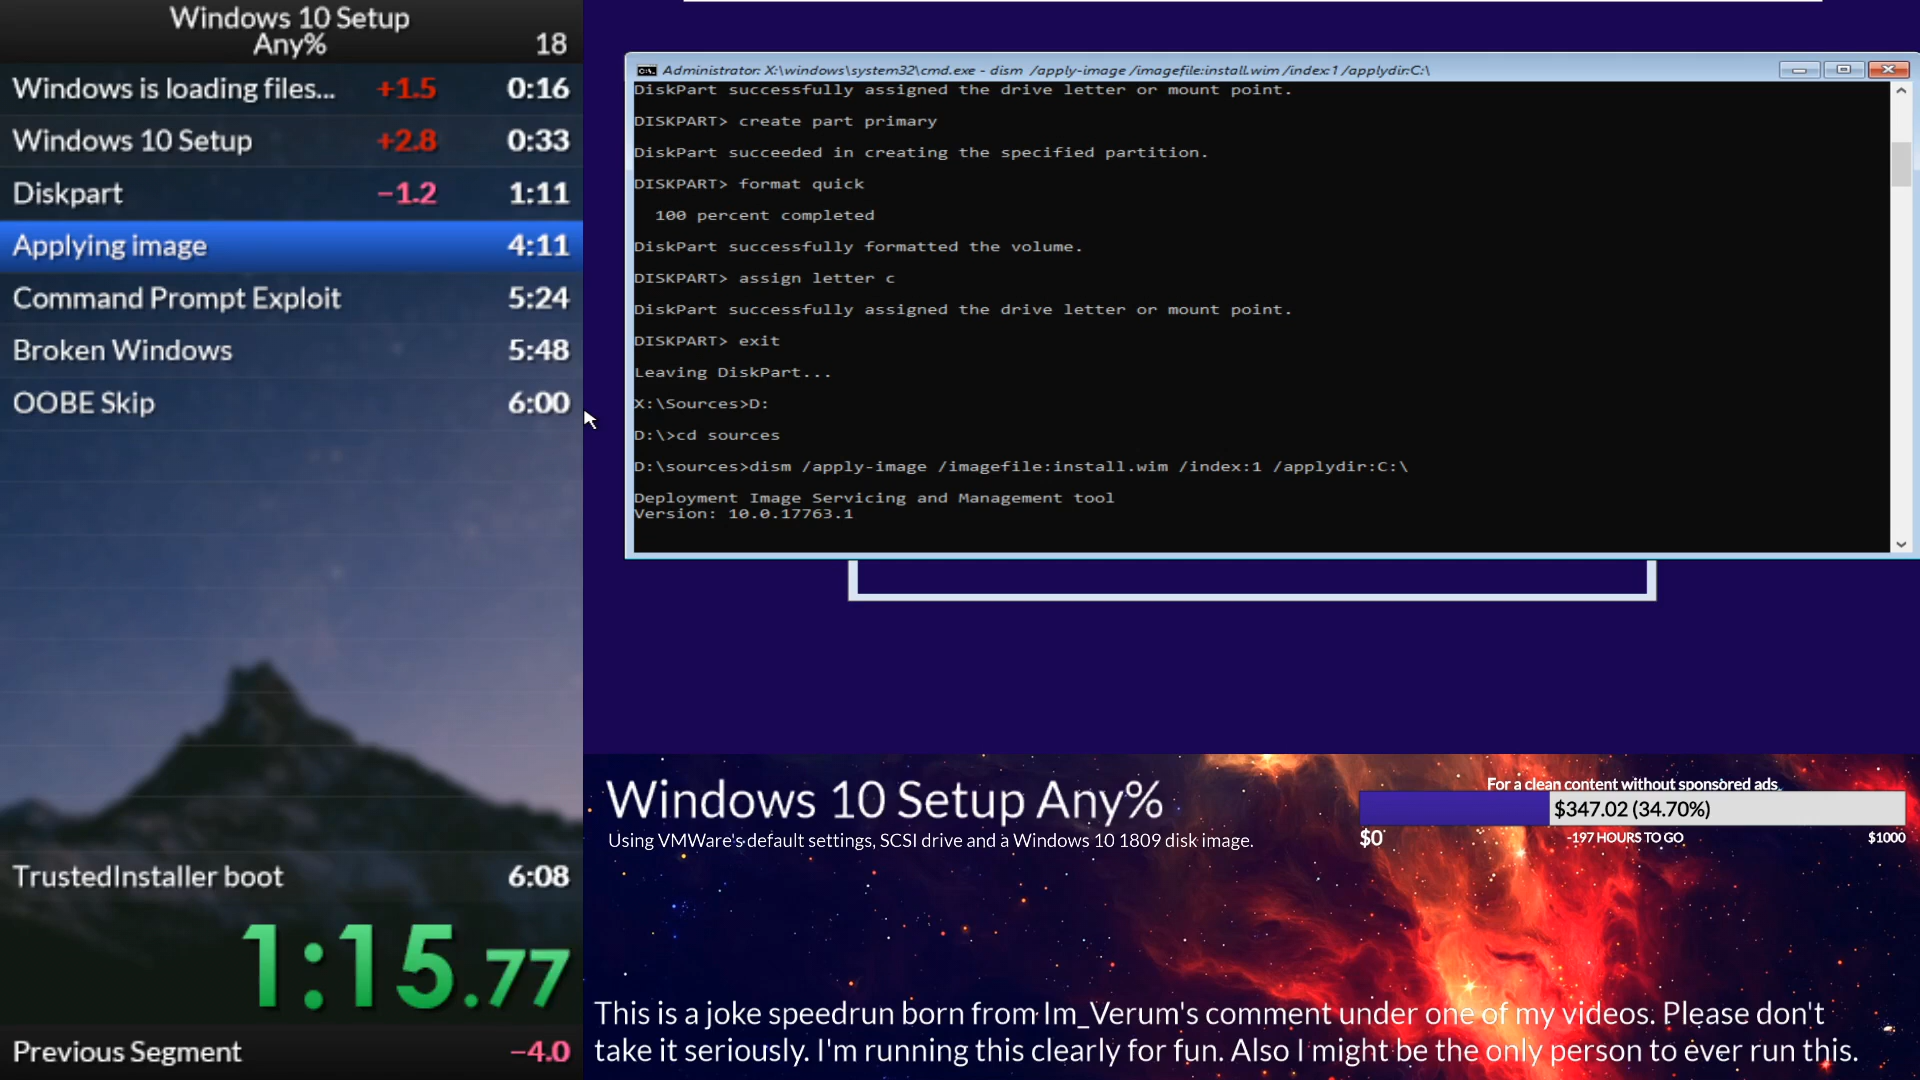 Windows 10 Setup
Any%
18
Windows is loading files... +1.5 0:16
Windows 10 Setup +2.8 0:33
Diskpart −1.2 1:11
Applying image 4:11
Command Prompt Exploit 5:24
Broken Windows 5:48
OOBE Skip 6:00
TrustedInstaller boot 6:08
1:15.77
Previous Segment −4.0
Administrator: X:\windows\system32\cmd.exe - dism /apply-image /imagefile:install.wim /index:1 /applydir:C:\
DiskPart successfully assigned the drive letter or mount point.
DISKPART> create part primary
DiskPart succeeded in creating the specified partition.
DISKPART> format quick
100 percent completed
DiskPart successfully formatted the volume.
DISKPART> assign letter c
DiskPart successfully assigned the drive letter or mount point.
DISKPART> exit
Leaving DiskPart...
X:\Sources>D:
D:\>cd sources
D:\sources>dism /apply-image /imagefile:install.wim /index:1 /applydir:C:\
Deployment Image Servicing and Management tool
Version: 10.0.17763.1
Windows 10 Setup Any%
Using VMWare's default settings, SCSI drive and a Windows 10 1809 disk image.
For a clean content without sponsored ads
$347.02 (34.70%)
$0 -197 HOURS TO GO $1000
This is a joke speedrun born from Im_Verum's comment under one of my videos. Please don't
take it seriously. I'm running this clearly for fun. Also I might be the only person to ever run this.